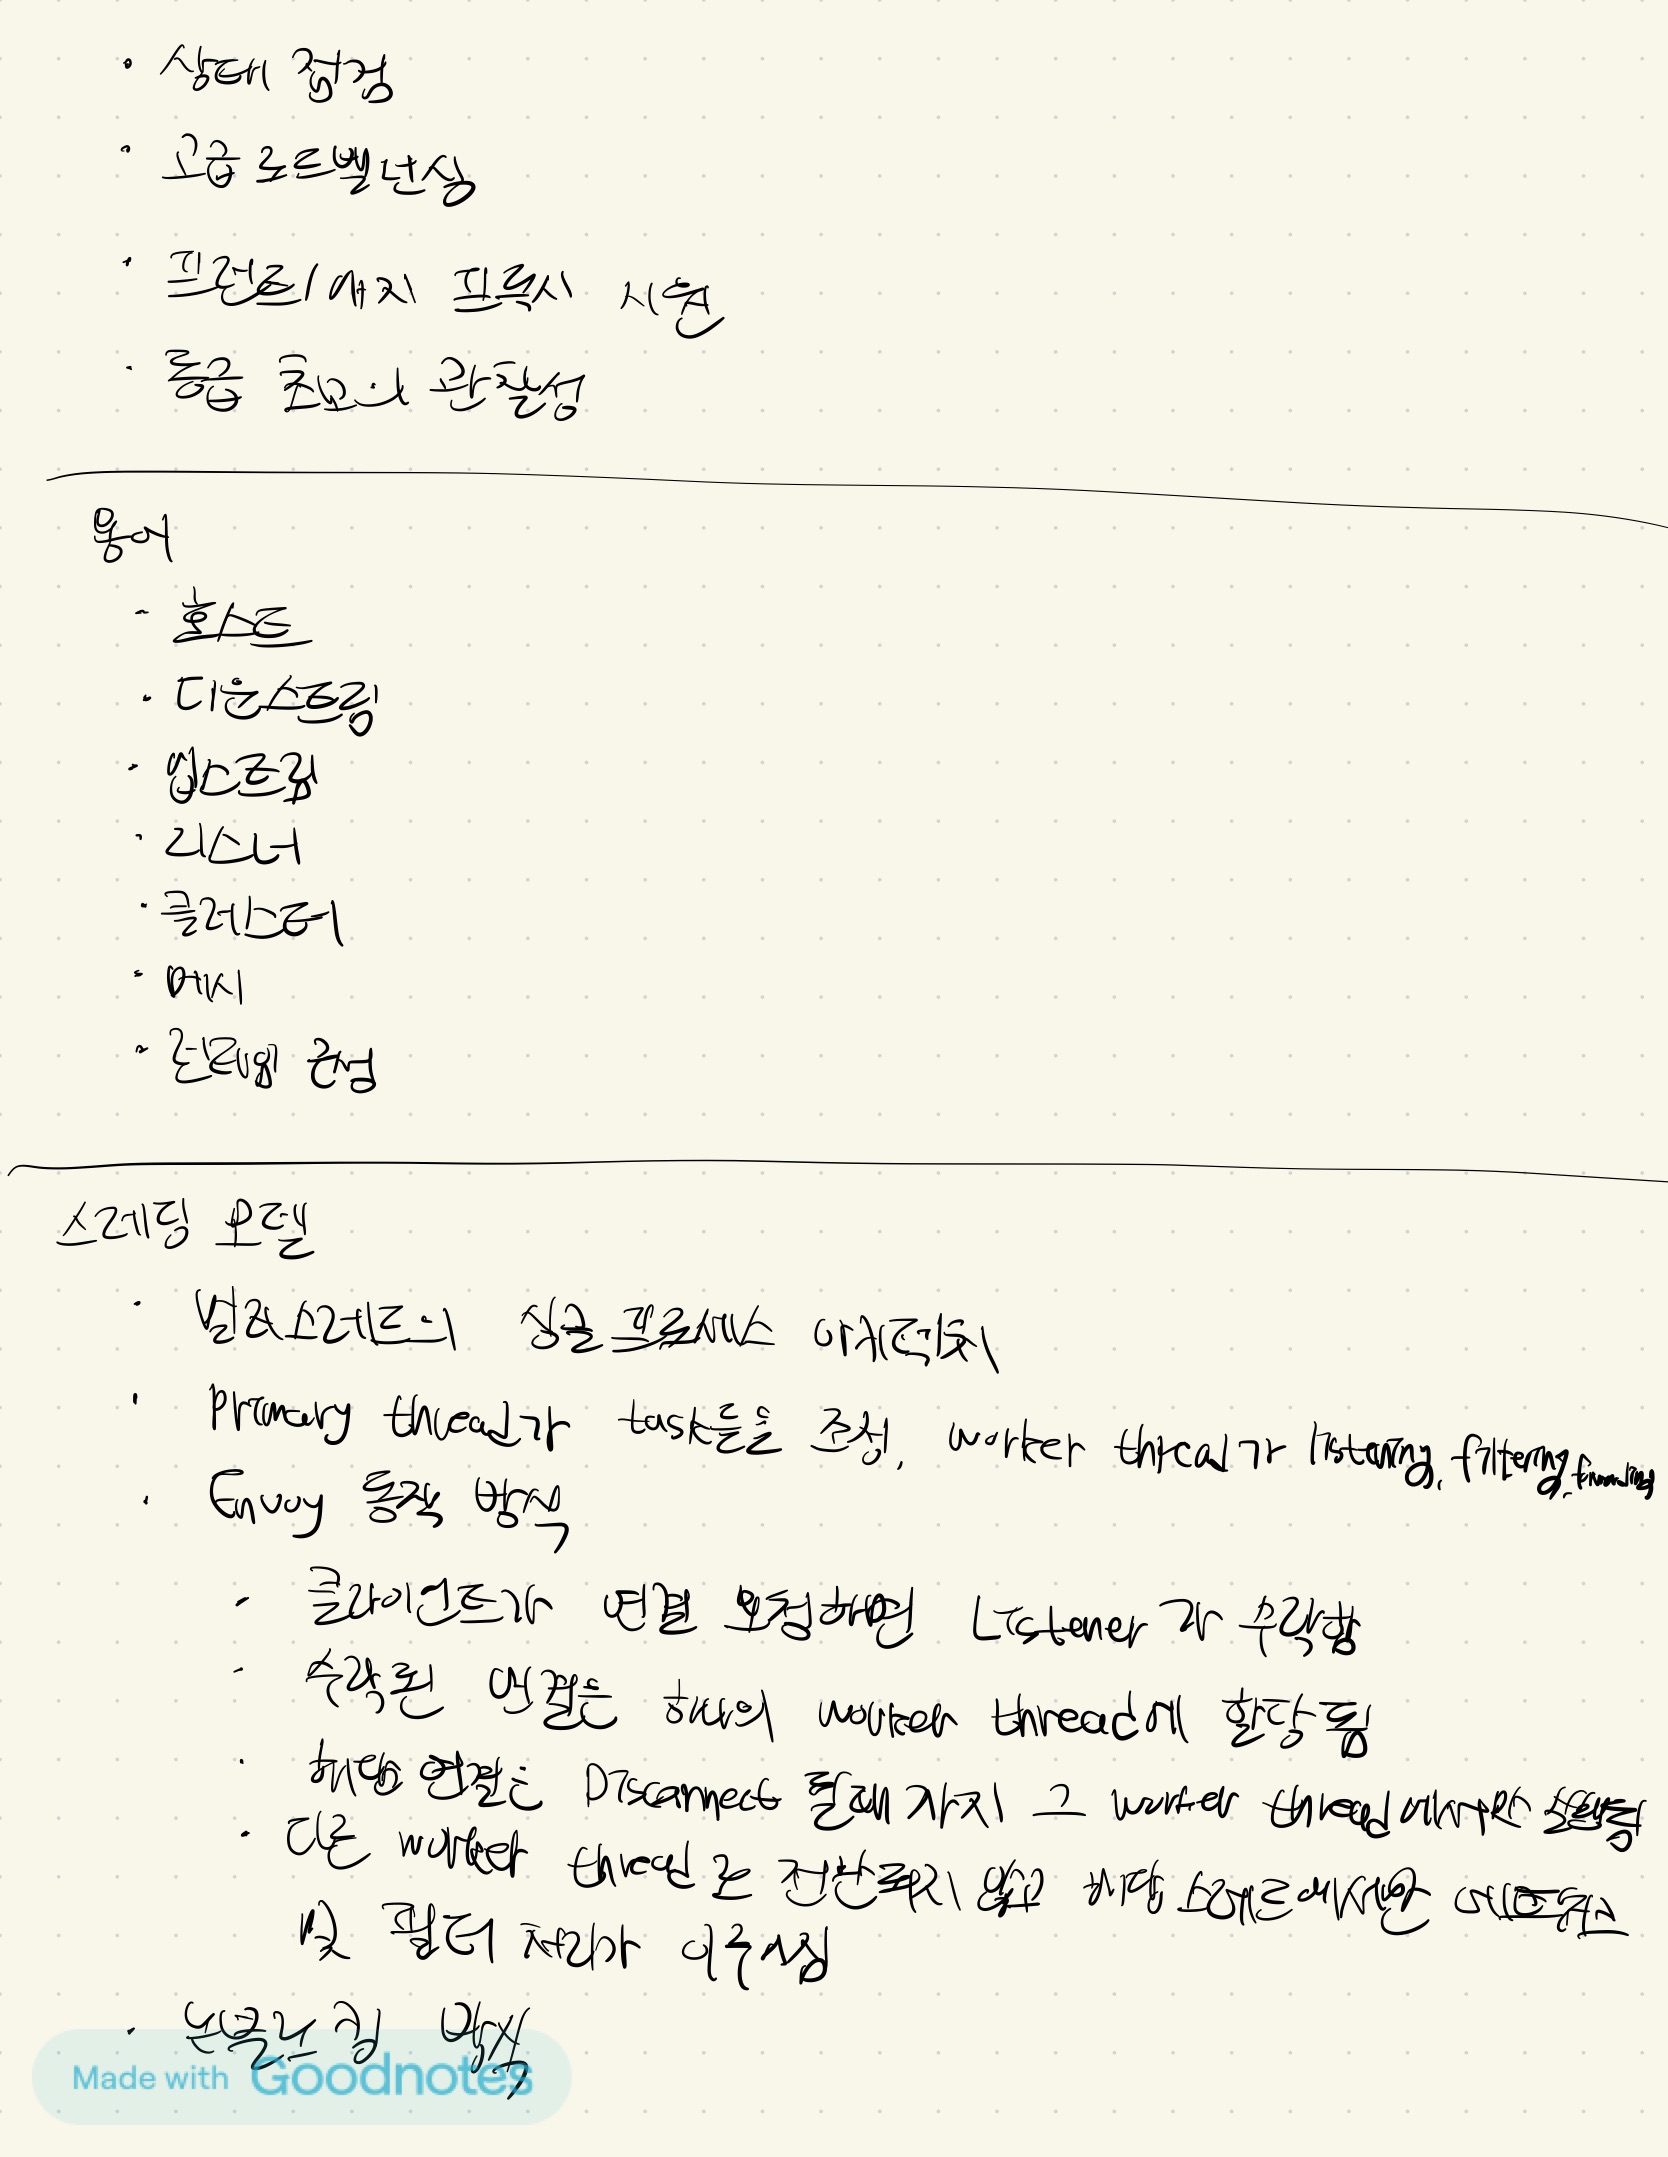 · 상태 점검
· 고급 로드밸런싱
· 프런트/에지 프록시 지원
· 동급 최고의 관찰성
용어
- 호스트
· 다운스트림
· 업스트림
· 리스너
· 클러스터
· 메시
· 런타임 구성
스레딩 모델
· 멀티스레드의 싱글 프로세스 아키텍처
· Primary thread가 task들을 조정, worker thread가 listening, filtering,
· Envoy 동작 방식
- 클라이언트가 연결 요청하면 Listener가 수락함
- 수락된 연결은 하나의 worker thread에 할당 됨
· 해당 연결은 Disconnect 될때까지 그 worker thread에서만
· 다른 worker thread로 전환되지 않고 해당 스레드에서만
및 필터 처리가 이루어짐
· 논블로킹 방식
Made with Goodnotes